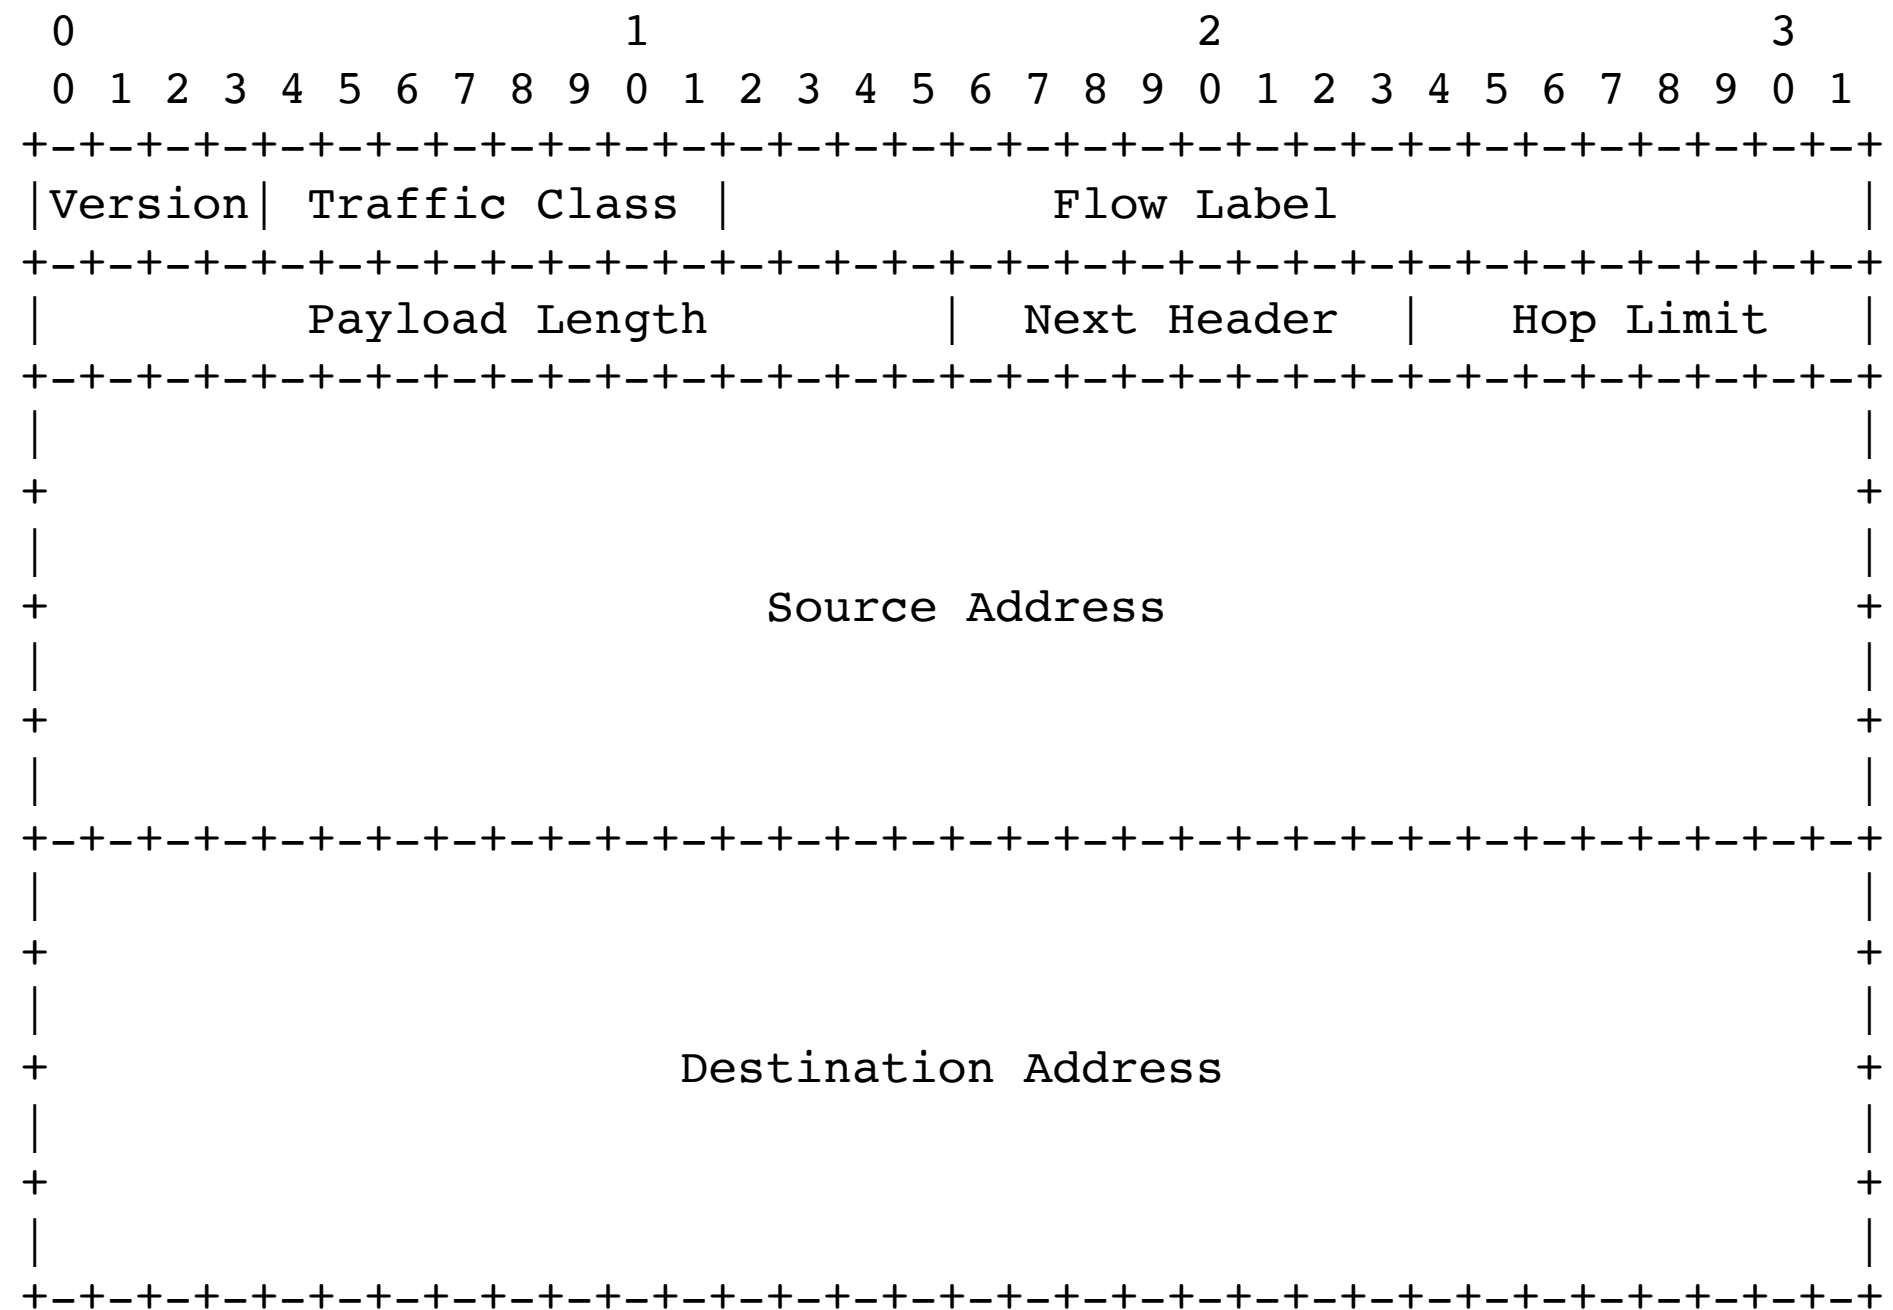 0                   1                   2                   3
 0 1 2 3 4 5 6 7 8 9 0 1 2 3 4 5 6 7 8 9 0 1 2 3 4 5 6 7 8 9 0 1
+-+-+-+-+-+-+-+-+-+-+-+-+-+-+-+-+-+-+-+-+-+-+-+-+-+-+-+-+-+-+-+-+
|Version| Traffic Class |           Flow Label                  |
+-+-+-+-+-+-+-+-+-+-+-+-+-+-+-+-+-+-+-+-+-+-+-+-+-+-+-+-+-+-+-+-+
|         Payload Length        |  Next Header  |   Hop Limit   |
+-+-+-+-+-+-+-+-+-+-+-+-+-+-+-+-+-+-+-+-+-+-+-+-+-+-+-+-+-+-+-+-+
|                                                               |
+                                                               +
|                                                               |
+                         Source Address                        +
|                                                               |
+                                                               +
|                                                               |
+-+-+-+-+-+-+-+-+-+-+-+-+-+-+-+-+-+-+-+-+-+-+-+-+-+-+-+-+-+-+-+-+
|                                                               |
+                                                               +
|                                                               |
+                      Destination Address                      +
|                                                               |
+                                                               +
|                                                               |
+-+-+-+-+-+-+-+-+-+-+-+-+-+-+-+-+-+-+-+-+-+-+-+-+-+-+-+-+-+-+-+-+